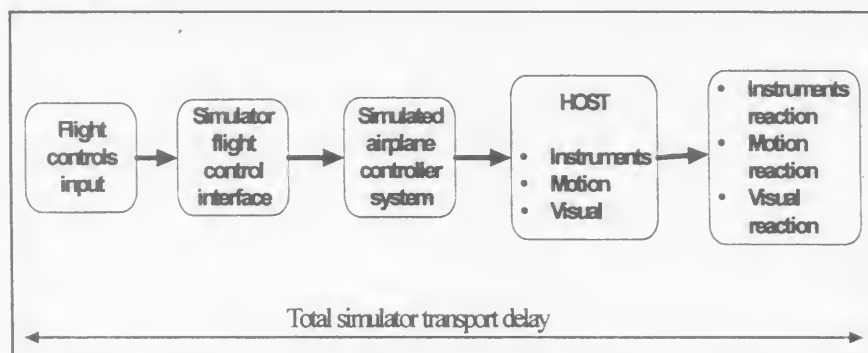 Flight
controls
input
Simulator
flight
control
interface
Simulated
airplane
controller
system
HOST
• Instruments
• Motion
• Visual
• Instruments
reaction
• Motion
reaction
• Visual
reaction
Total simulator transport delay